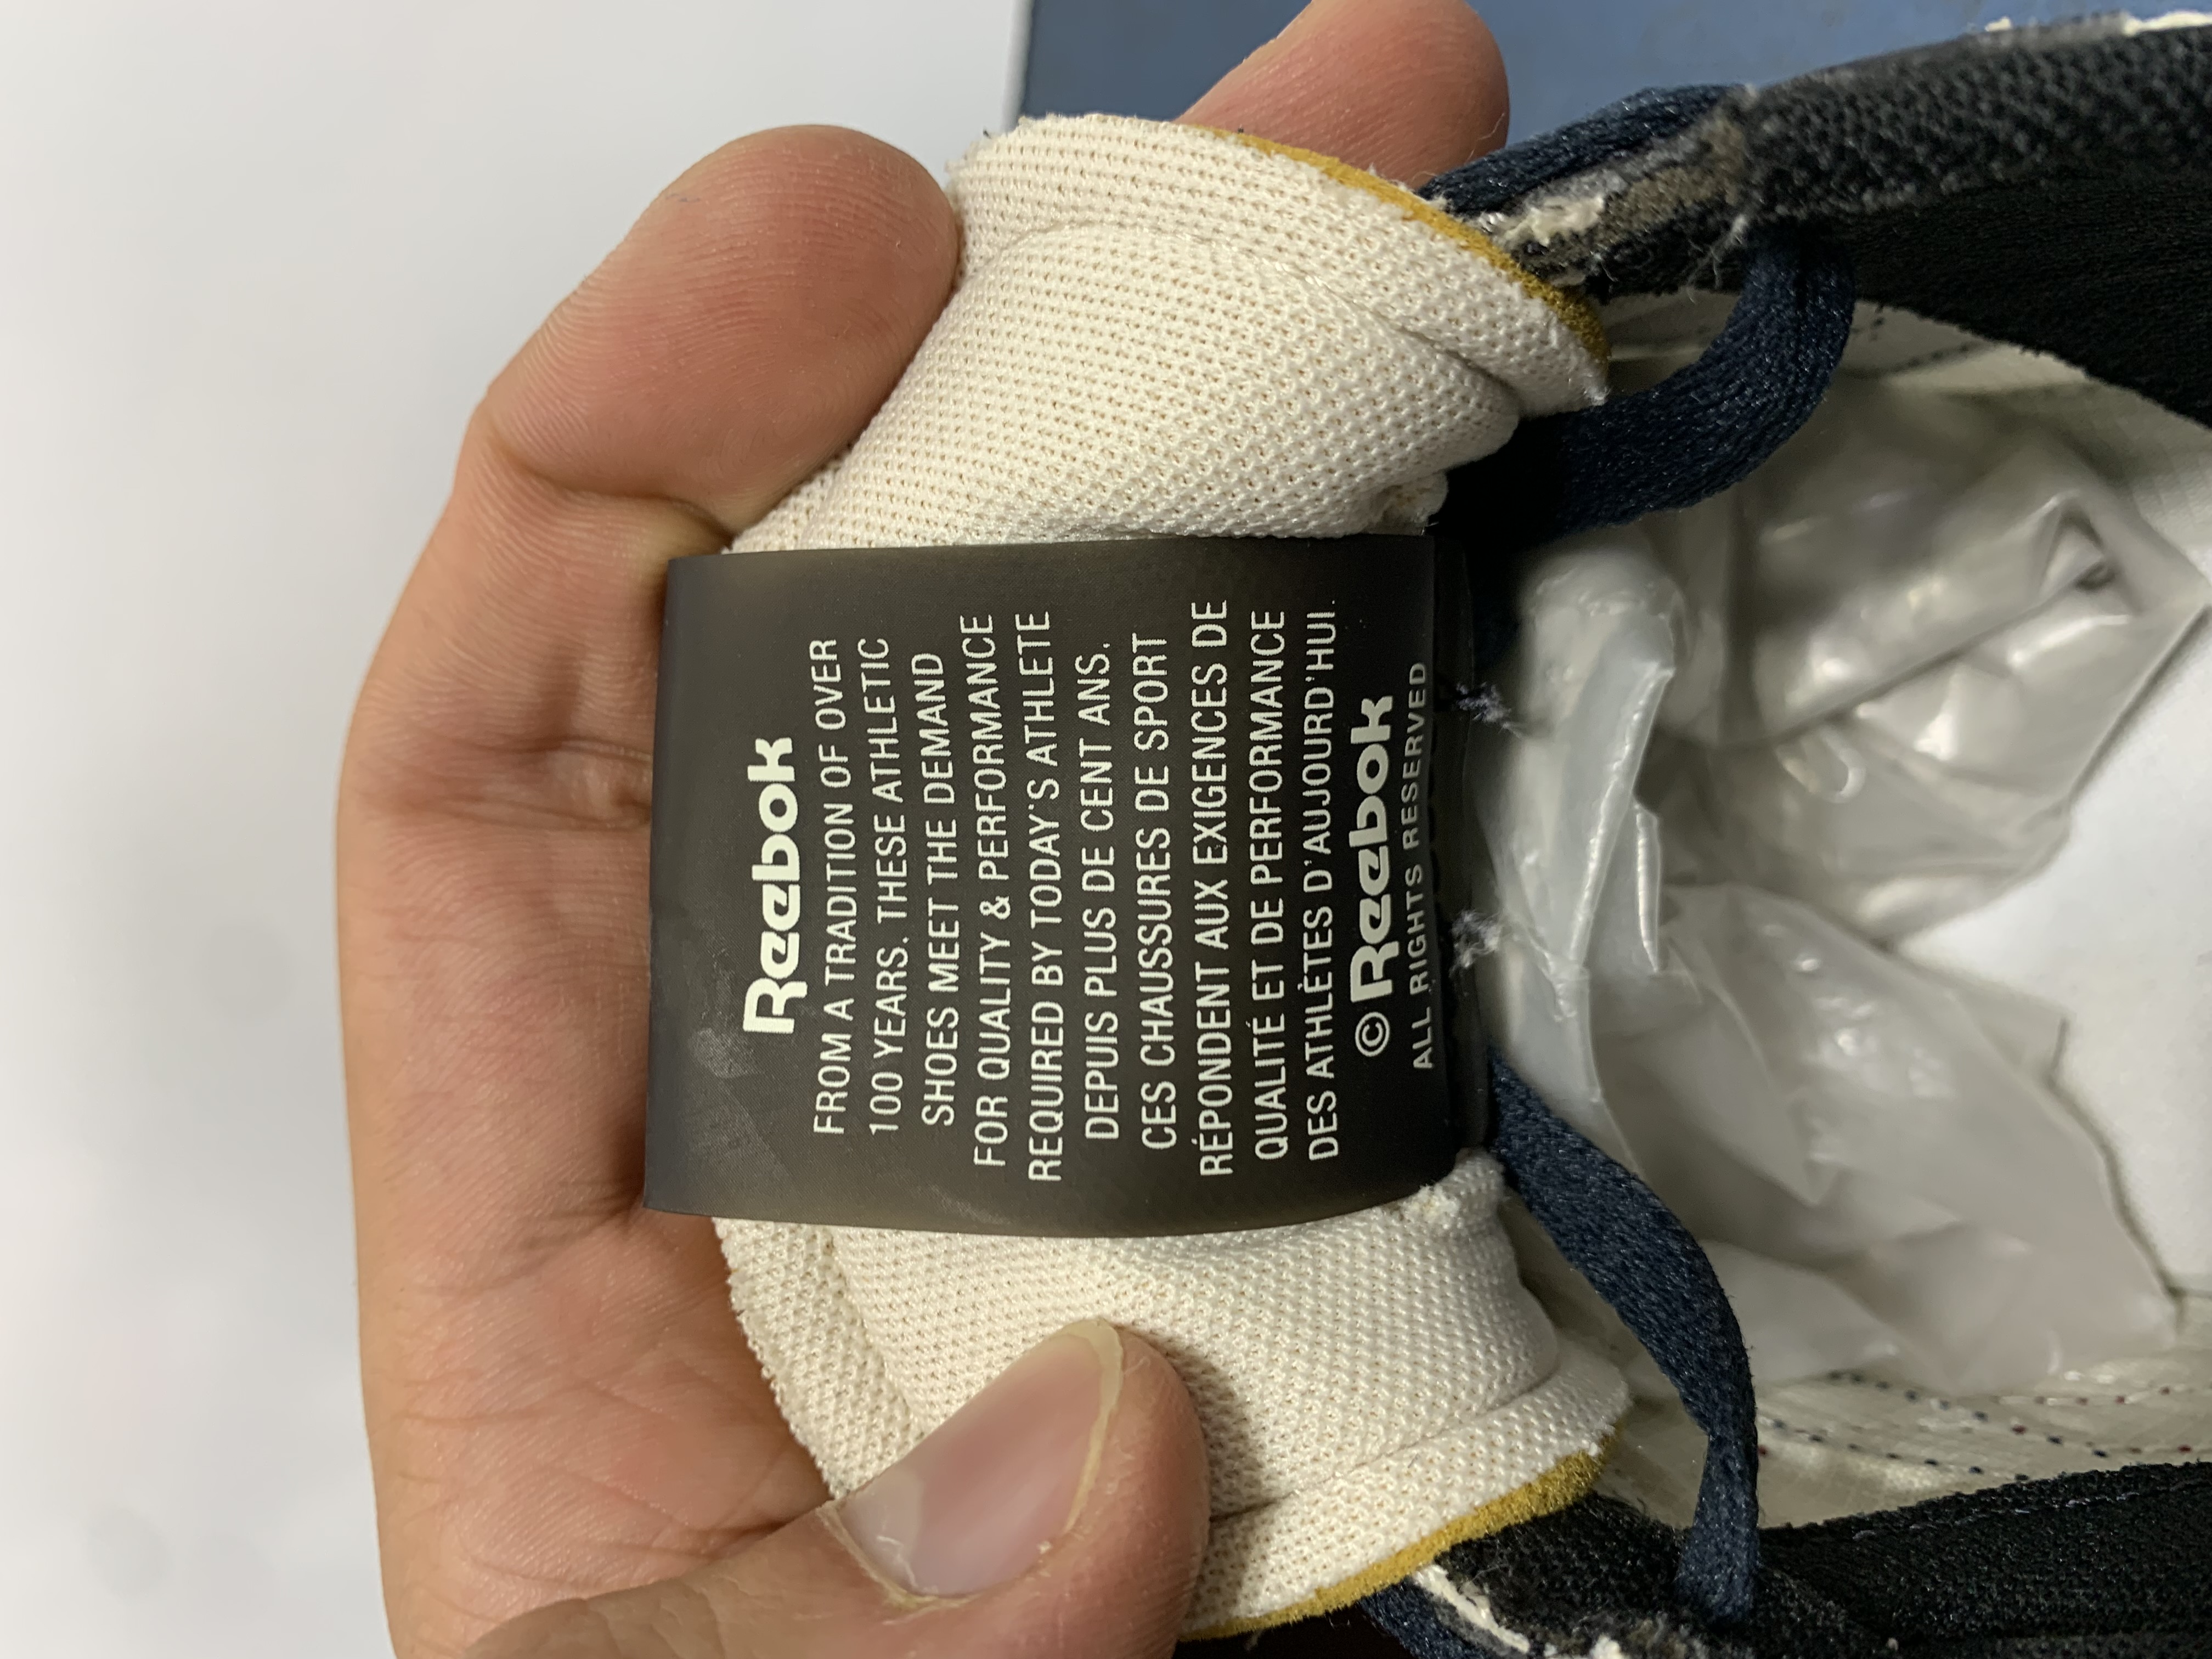 Reebok
FROM A TRADITION OF OVER
100 YEARS. THESE ATHLETIC
SHOES MEET THE DEMAND
FOR QUALITY & PERFORMANCE
REQUIRED BY TODAY'S ATHLETE
DEPUIS PLUS DE CENT ANS.
CES CHAUSSURES DE SPORT
RÉPONDENT AUX EXIGENCES DE
QUALITÉ ET DE PERFORMANCE
DES ATHLÈTES D'AUJOURD'HUI.
© Reebok
ALL RIGHTS RESERVED